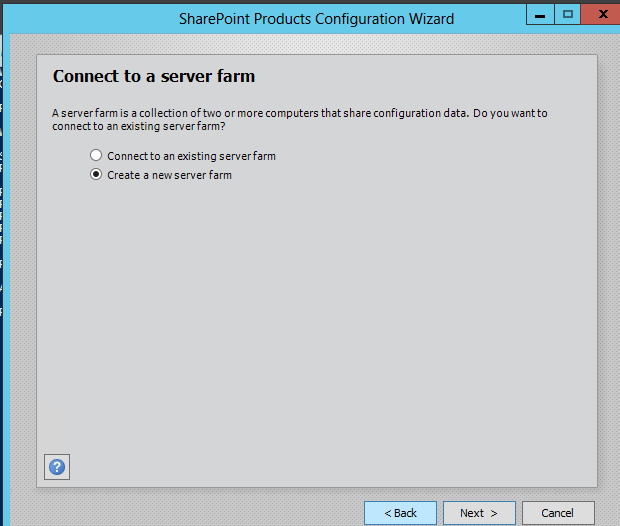 SharePoint Products Configuration Wizard
Connect to a server farm
A server farm is a collection of two or more computers that share configuration data. Do you want to
connect to an existing server farm?
Connect to an existing server farm
Create a new server farm
?
< Back
Next >
Cancel